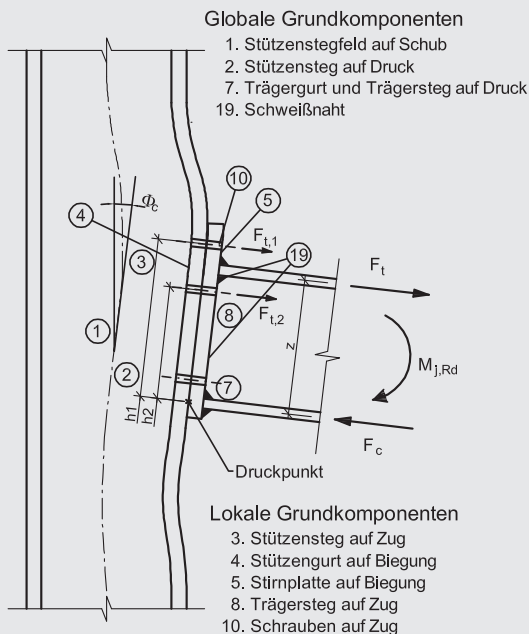 Globale Grundkomponenten
1. Stützenstegfeld auf Schub
2. Stützensteg auf Druck
7. Trägergurt und Trägersteg auf Druck
19. Schweißnaht
10
5
Φc
4
Ft,1
3
19
Ft
Ft,2
8
1
z
Mj,Rd
2
7
h1
h2
Fc
Druckpunkt
Lokale Grundkomponenten
3. Stützensteg auf Zug
4. Stützengurt auf Biegung
5. Stirnplatte auf Biegung
8. Trägersteg auf Zug
10. Schrauben auf Zug